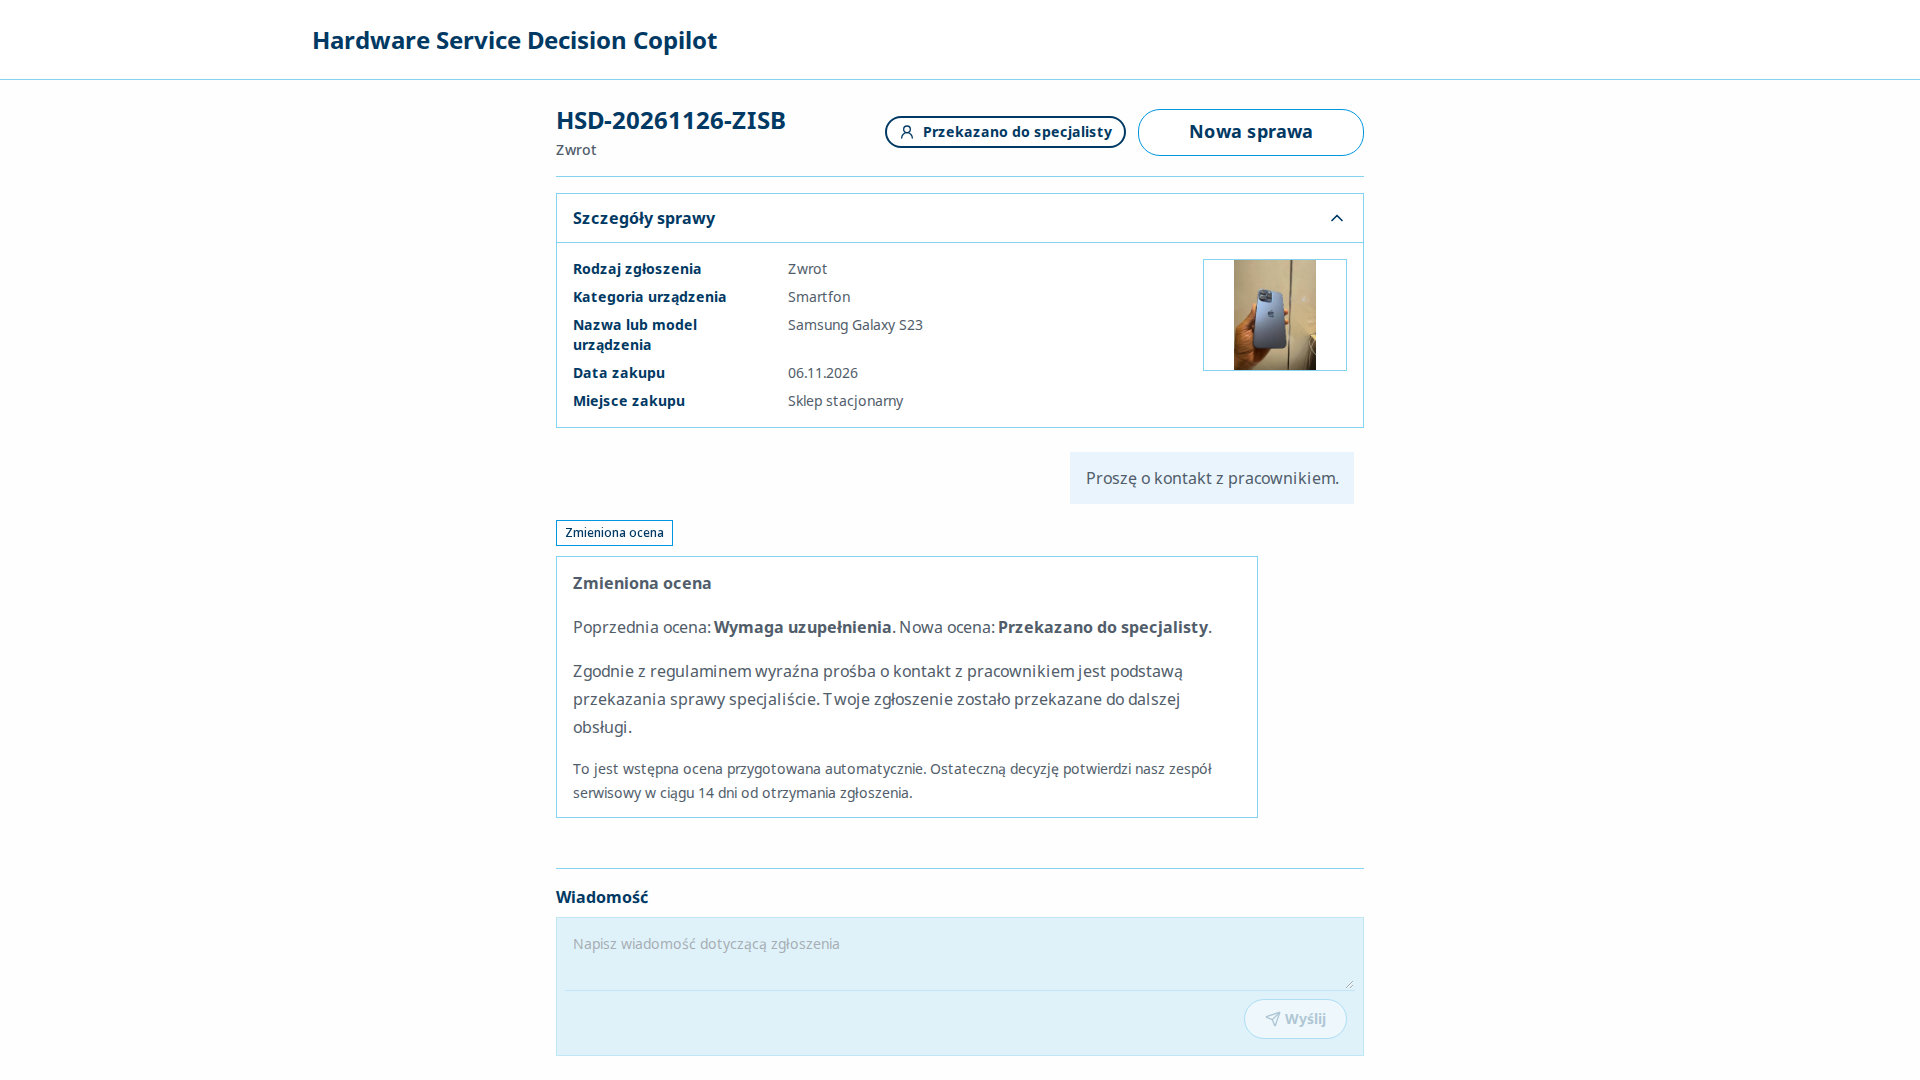 Hardware Service Decision Copilot
HSD-20261126-ZISB
Zwrot
Przekazano do specjalisty
Nowa sprawa
Szczegóły sprawy
Rodzaj zgłoszenia
Zwrot
Kategoria urządzenia
Smartfon
Nazwa lub model
urządzenia
Samsung Galaxy S23
Data zakupu
06.11.2026
Miejsce zakupu
Sklep stacjonarny
Proszę o kontakt z pracownikiem.
Zmieniona ocena
Zmieniona ocena
Poprzednia ocena: Wymaga uzupełnienia. Nowa ocena: Przekazano do specjalisty.
Zgodnie z regulaminem wyraźna prośba o kontakt z pracownikiem jest podstawą
przekazania sprawy specjaliście. Twoje zgłoszenie zostało przekazane do dalszej
obsługi.
To jest wstępna ocena przygotowana automatycznie. Ostateczną decyzję potwierdzi nasz zespół
serwisowy w ciągu 14 dni od otrzymania zgłoszenia.
Wiadomość
Napisz wiadomość dotyczącą zgłoszenia
Wyślij